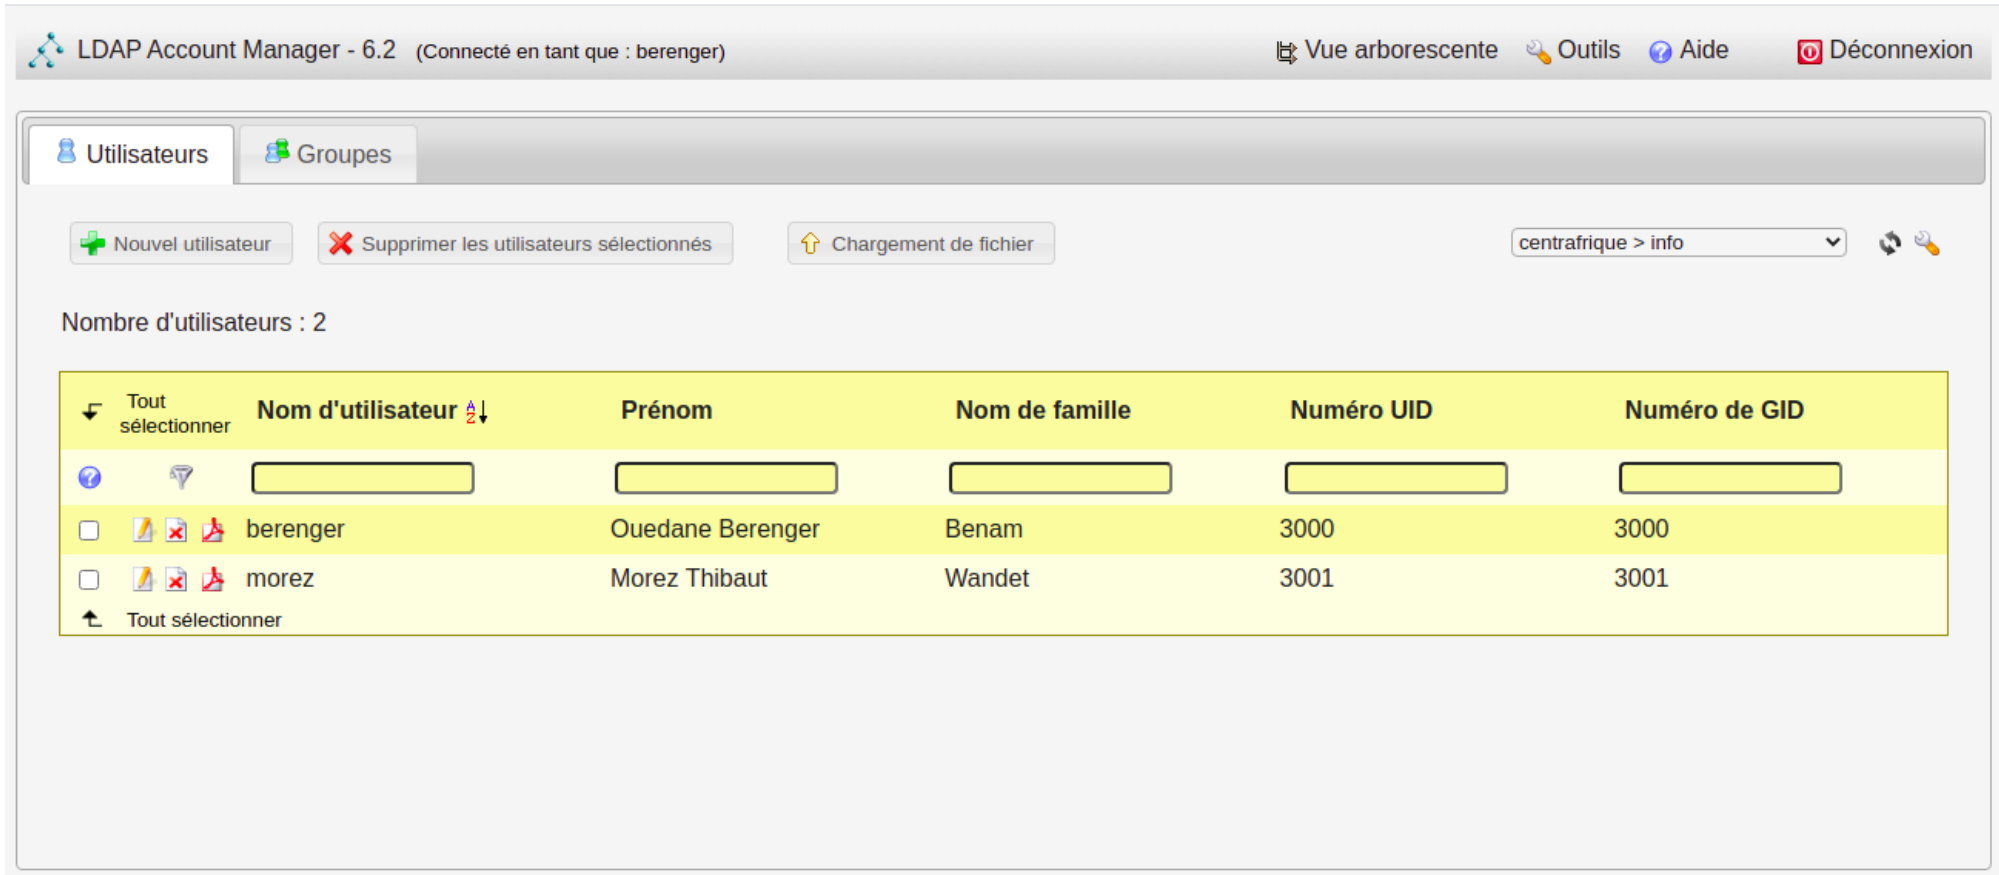 LDAP Account Manager - 6.2 (Connecté en tant que : berenger) Vue arborescente Outils Aide Déconnexion
Utilisateurs Groupes
Nouvel utilisateur Supprimer les utilisateurs sélectionnés Chargement de fichier centrafrique > info
Nombre d'utilisateurs : 2
Tout sélectionner Nom d'utilisateur Prénom Nom de famille Numéro UID Numéro de GID
berenger Ouedane Berenger Benam 3000 3000
morez Morez Thibaut Wandet 3001 3001
Tout sélectionner